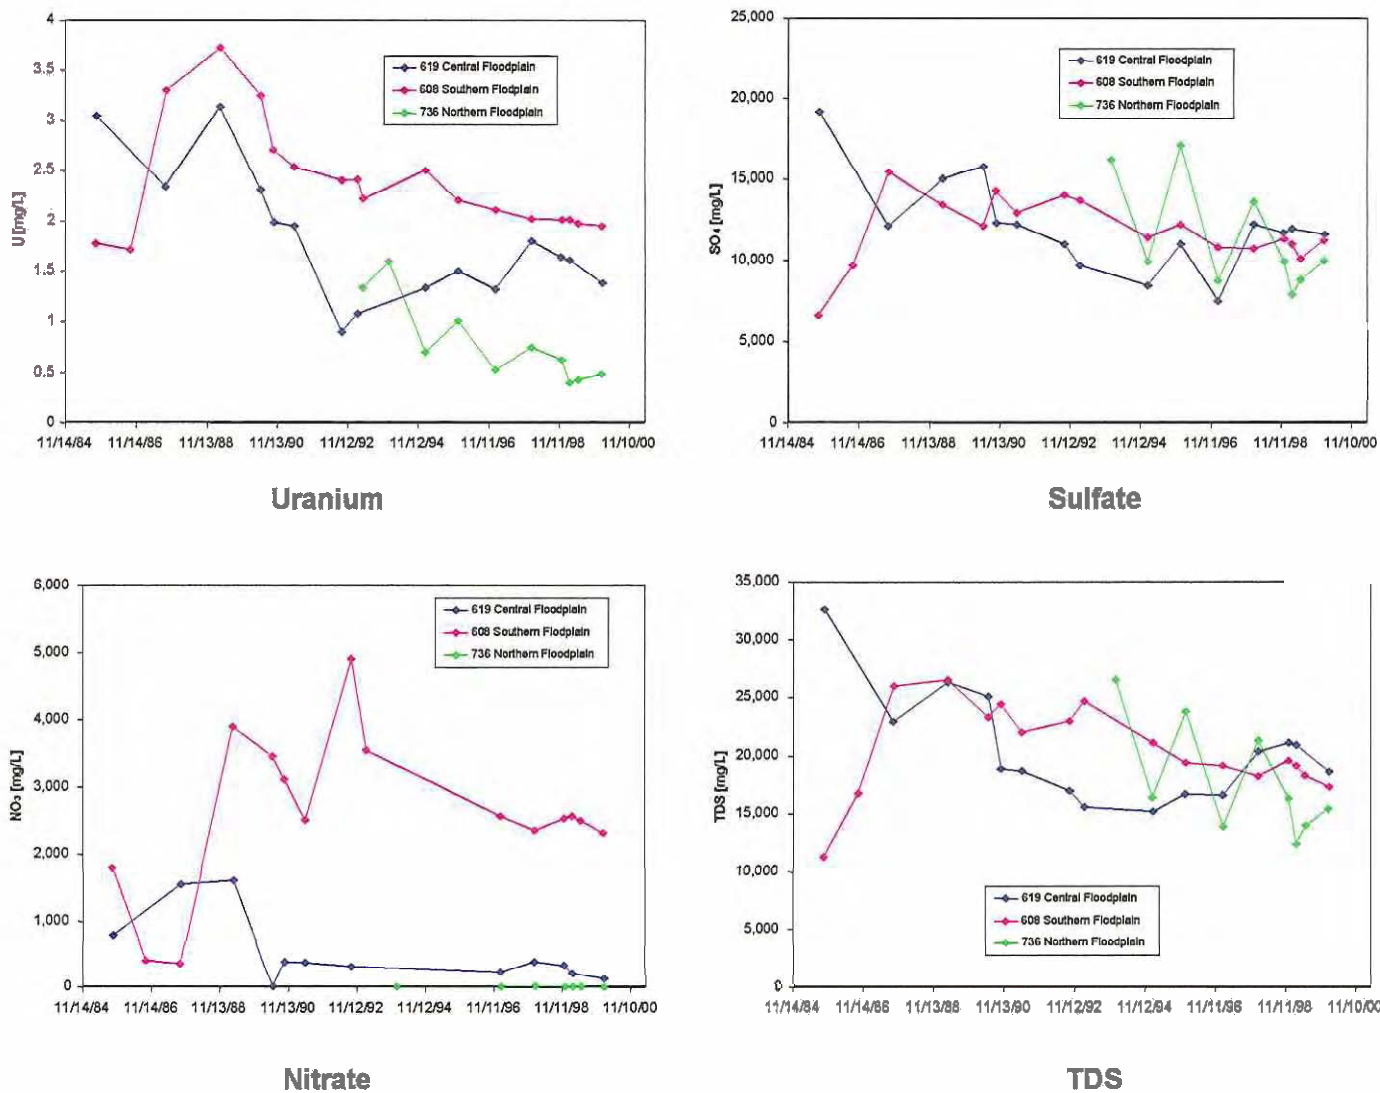 4
3.5
3
2.5
2
1.5
1
0.5
0
U [mg/L]
619 Central Floodplain
608 Southern Flodplain
736 Northern Floodplain
11/14/84 11/14/86 11/13/88 11/13/90 11/12/92 11/12/94 11/11/96 11/11/98 11/10/00
Uranium
25,000
20,000
15,000
10,000
5,000
0
SO₄ [mg/L]
619 Central Floodplain
608 Southern Flodplain
736 Northern Floodplain
11/14/84 11/14/86 11/13/88 11/13/90 11/12/92 11/12/94 11/11/96 11/11/98 11/10/00
Sulfate
6,000
5,000
4,000
3,000
2,000
1,000
0
NO₃ [mg/L]
619 Central Floodplain
608 Southern Flodplain
736 Northern Floodplain
11/14/84 11/14/86 11/13/88 11/13/90 11/12/92 11/12/94 11/11/96 11/11/98 11/10/00
Nitrate
35,000
30,000
25,000
20,000
15,000
10,000
5,000
0
TDS [mg/L]
619 Central Floodplain
608 Southern Flodplain
736 Northern Floodplain
11/14/84 11/14/86 11/13/88 11/13/90 11/12/92 11/12/94 11/11/96 11/11/98 11/10/00
TDS